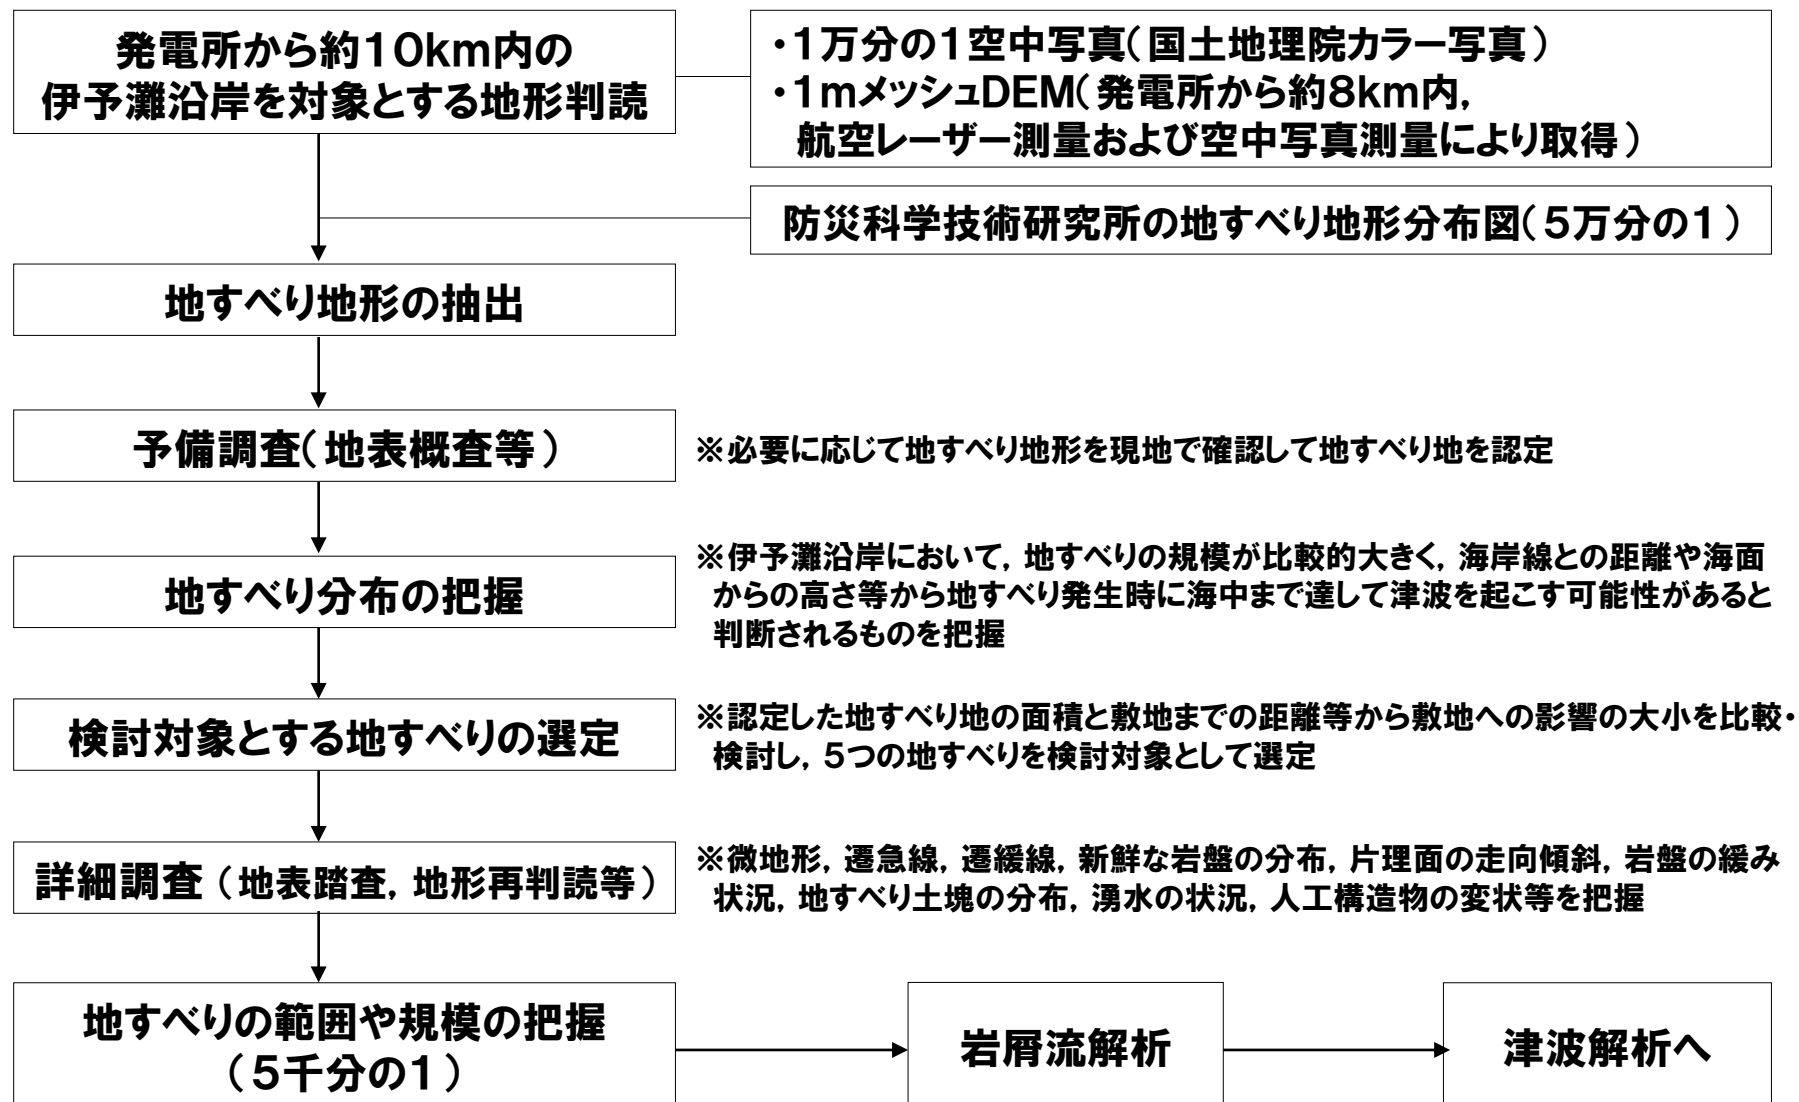 発電所から約10km内の
伊予灘沿岸を対象とする地形判読
・1万分の1空中写真(国土地理院カラー写真)
・1mメッシュDEM(発電所から約8km内,
航空レーザー測量および空中写真測量により取得)
防災科学技術研究所の地すべり地形分布図(5万分の1)
地すべり地形の抽出
予備調査(地表概査等)
※必要に応じて地すべり地形を現地で確認して地すべり地を認定
地すべり分布の把握
※伊予灘沿岸において,地すべりの規模が比較的大きく,海岸線との距離や海面
からの高さ等から地すべり発生時に海中まで達して津波を起こす可能性があると
判断されるものを把握
検討対象とする地すべりの選定
※認定した地すべり地の面積と敷地までの距離等から敷地への影響の大小を比較・
検討し,5つの地すべりを検討対象として選定
詳細調査(地表踏査,地形再判読等)
※微地形,遷急線,遷緩線,新鮮な岩盤の分布,片理面の走向傾斜,岩盤の緩み
状況,地すべり土塊の分布,湧水の状況,人工構造物の変状等を把握
地すべりの範囲や規模の把握
(5千分の1)
岩屑流解析
津波解析へ